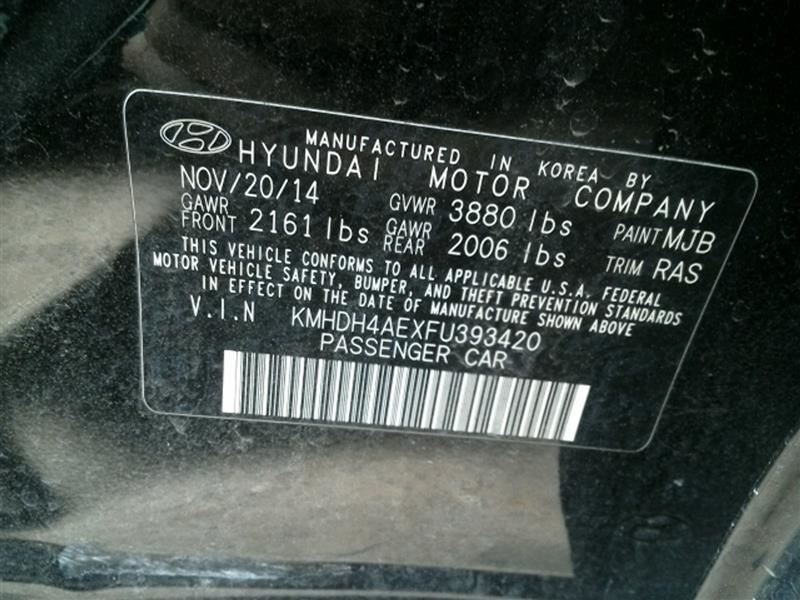 MANUFACTURED IN KOREA BY
HYUNDAI MOTOR COMPANY
NOV/20/14 GVWR 3880 lbs PAINT MJB
GAWR FRONT 2161 lbs GAWR REAR 2006 lbs TRIM RAS
THIS VEHICLE CONFORMS TO ALL APPLICABLE U.S.A. FEDERAL
MOTOR VEHICLE SAFETY, BUMPER, AND THEFT PREVENTION STANDARDS
IN EFFECT ON THE DATE OF MANUFACTURE SHOWN ABOVE
V.I.N KMHDH4AEXFU393420
PASSENGER CAR